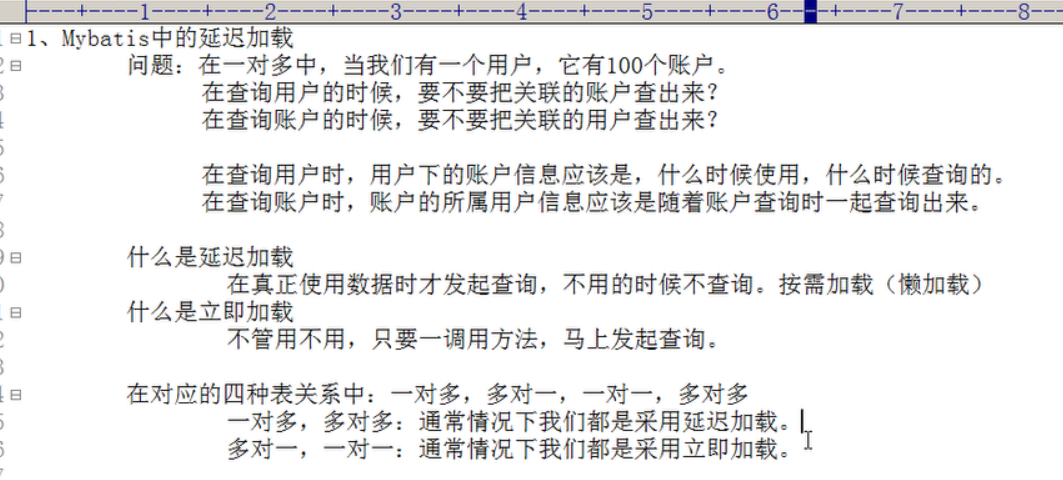 ----+----1----+----2----+----3----+----4----+----5----+----6----+----7----+----8
1、Mybatis中的延迟加载
问题：在一对多中，当我们有一个用户，它有100个账户。
在查询用户的时候，要不要把关联的账户查出来？
在查询账户的时候，要不要把关联的用户查出来？
在查询用户时，用户下的账户信息应该是，什么时候使用，什么时候查询的。
在查询账户时，账户的所属用户信息应该是随着账户查询时一起查询出来。
什么是延迟加载
在真正使用数据时才发起查询，不用的时候不查询。按需加载（懒加载）
什么是立即加载
不管用不用，只要一调用方法，马上发起查询。
在对应的四种表关系中：一对多，多对一，一对一，多对多
一对多，多对多：通常情况下我们都是采用延迟加载。
多对一，一对一：通常情况下我们都是采用立即加载。